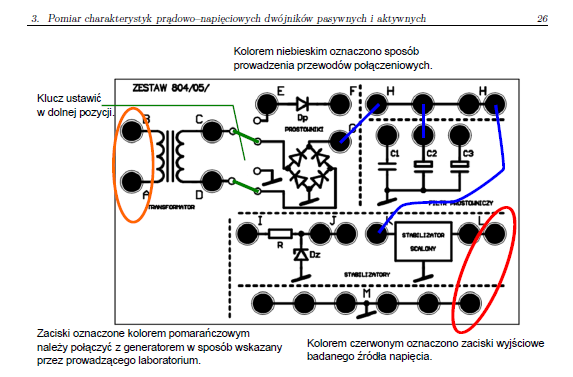 3. Pomiar charakterystyk prądowo–napięciowych dwójników pasywnych i aktywnych 26
Kolorem niebieskim oznaczono sposób
prowadzenia przewodów połączeniowych.
ZESTAW 804/05/
Klucz ustawić
w dolnej pozycji.
E F H H
Dp
B C G
PROSTOWNIKI
C1 C2 C3
A D
TRANSFORMATOR
FILTR PROSTOWNICZY
I J K L
R
STABILIZATOR
SCALONY
Dz
STABILIZATORY
M
Zaciski oznaczone kolorem pomarańczowym
należy połączyć z generatorem w sposób wskazany
przez prowadzącego laboratorium.
Kolorem czerwonym oznaczono zaciski wyjściowe
badanego źródła napięcia.